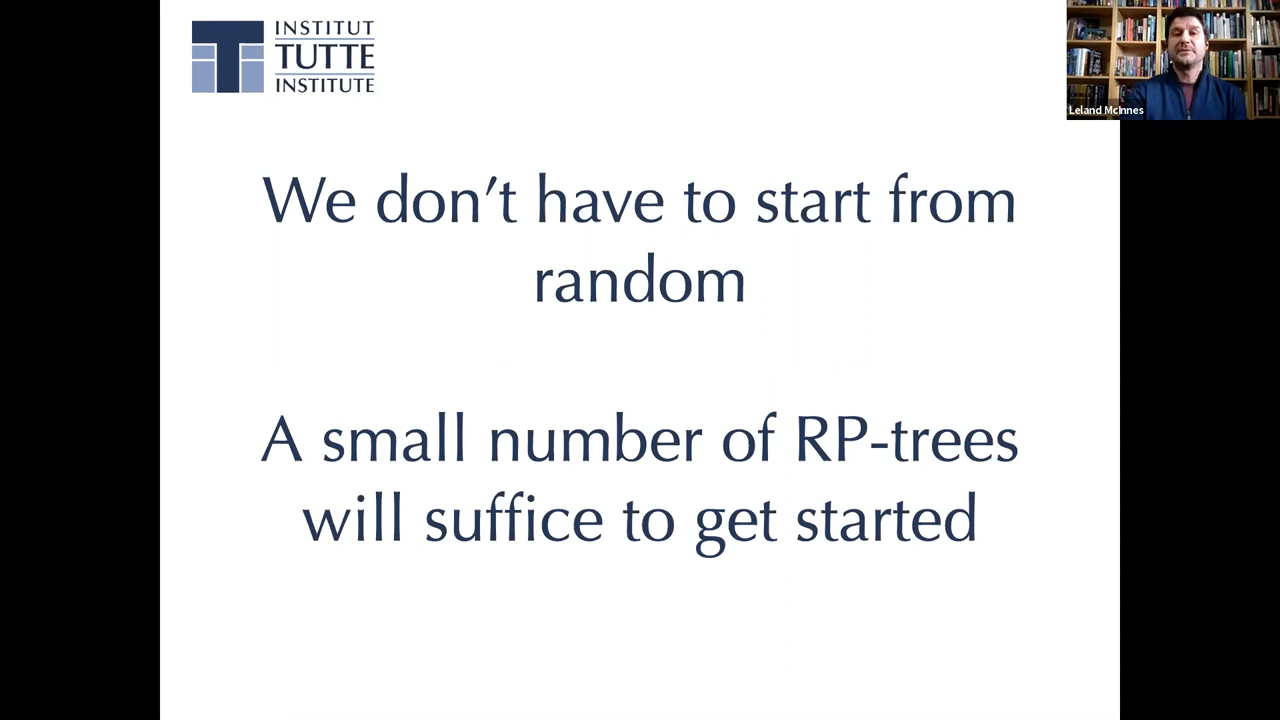 INSTITUT
TUTTE
INSTITUTE
Leland McInnes
We don't have to start from
random
A small number of RP-trees
will suffice to get started